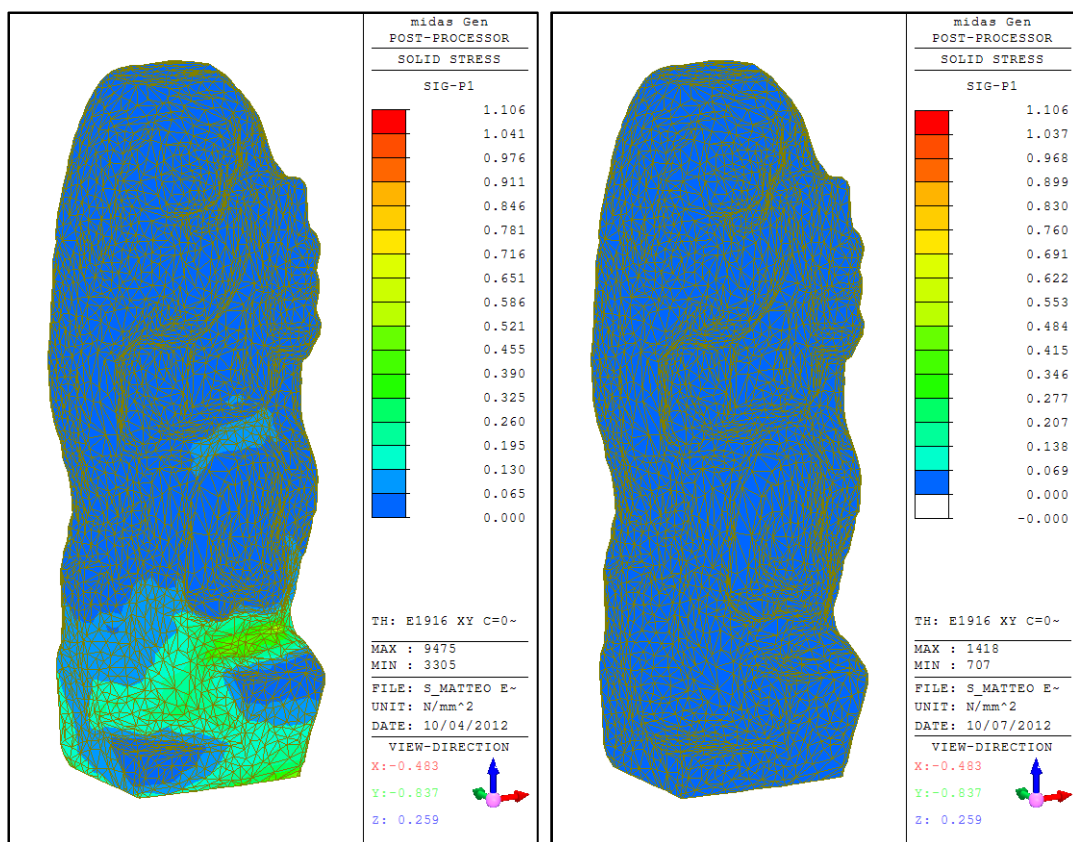 midas Gen
POST-PROCESSOR
SOLID STRESS
SIG-P1
1.106
1.041
0.976
0.911
0.846
0.781
0.716
0.651
0.586
0.521
0.455
0.390
0.325
0.260
0.195
0.130
0.065
0.000
TH: E1916 XY C=0~
MAX : 9475
MIN : 3305
FILE: S_MATTEO E~
UNIT: N/mm^2
DATE: 10/04/2012
VIEW-DIRECTION
X:-0.483
Y:-0.837
Z: 0.259
midas Gen
POST-PROCESSOR
SOLID STRESS
SIG-P1
1.106
1.037
0.968
0.899
0.830
0.760
0.691
0.622
0.553
0.484
0.415
0.346
0.277
0.207
0.138
0.069
0.000
-0.000
TH: E1916 XY C=0~
MAX : 1418
MIN : 707
FILE: S_MATTEO E~
UNIT: N/mm^2
DATE: 10/07/2012
VIEW-DIRECTION
X:-0.483
Y:-0.837
Z: 0.259